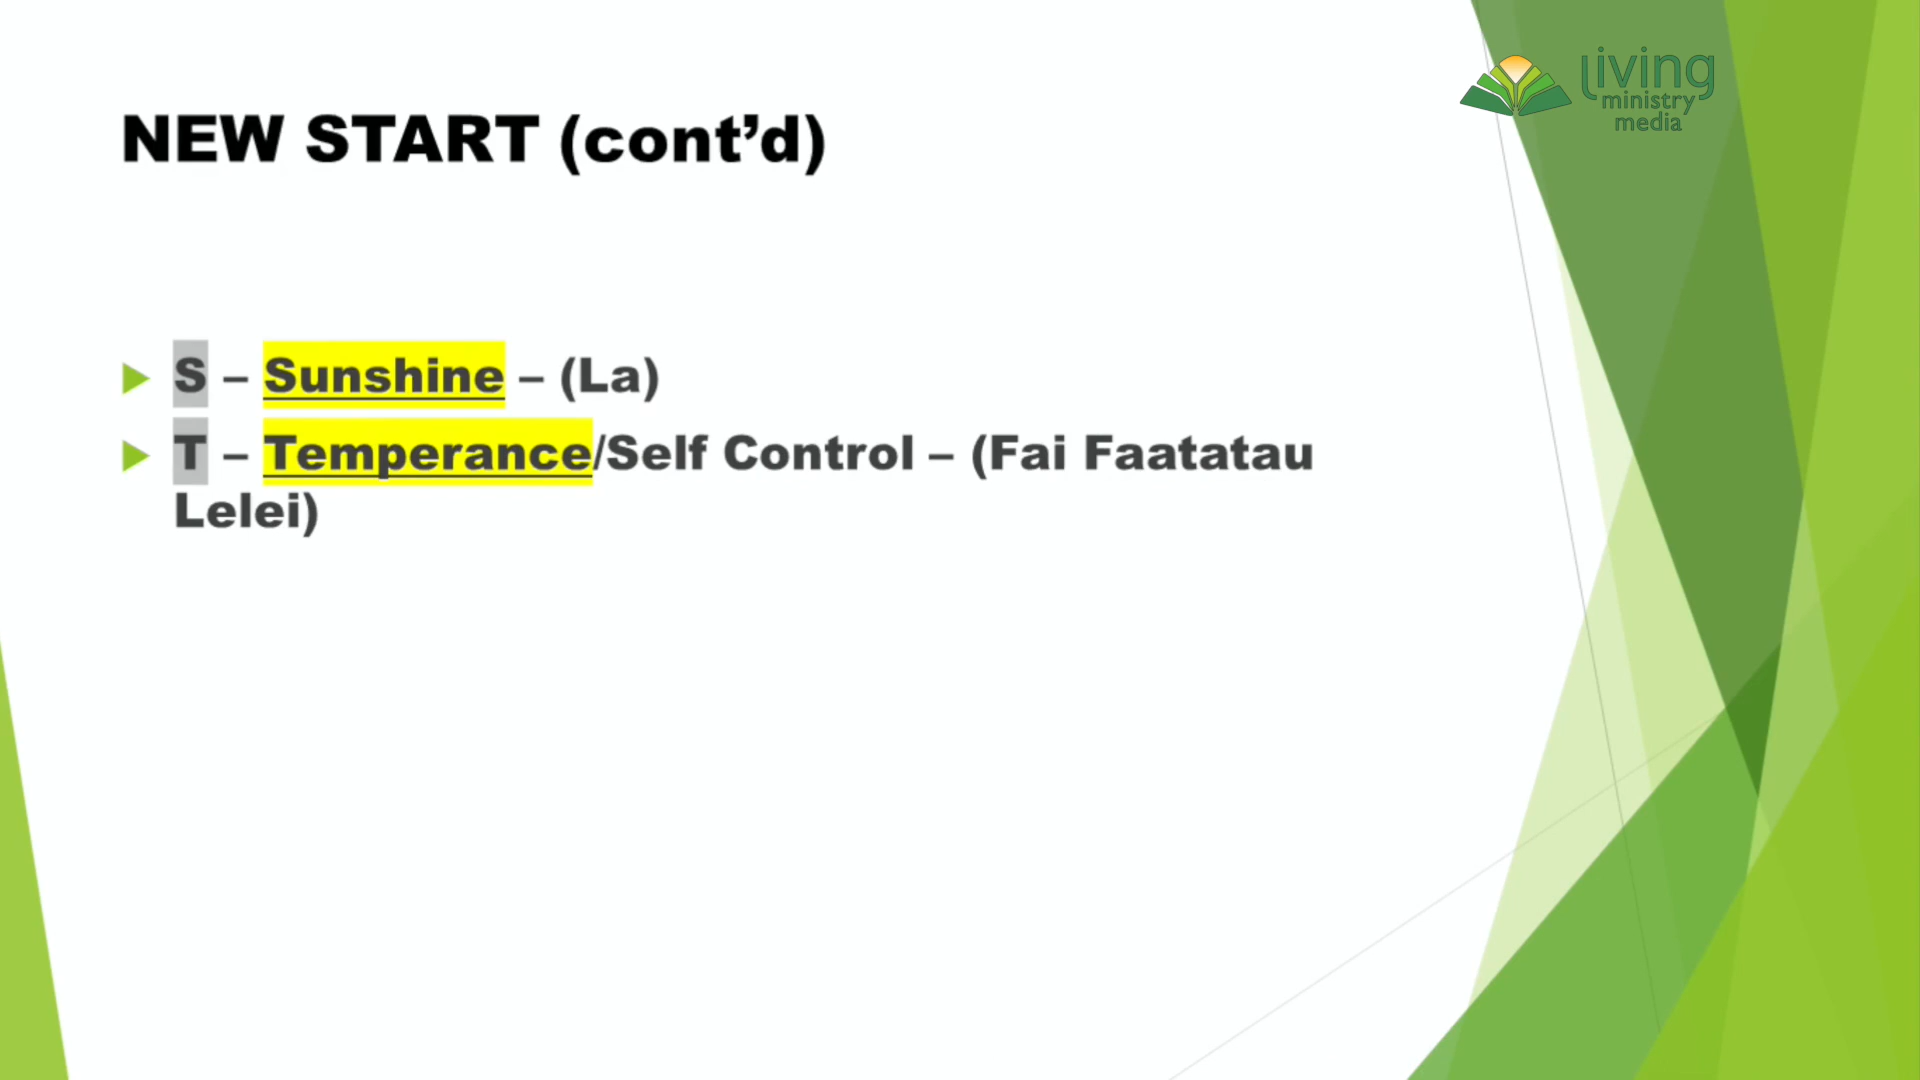 living
ministry
media
NEW START (cont’d)
S – Sunshine – (La)
T – Temperance/Self Control – (Fai Faatatau
Lelei)